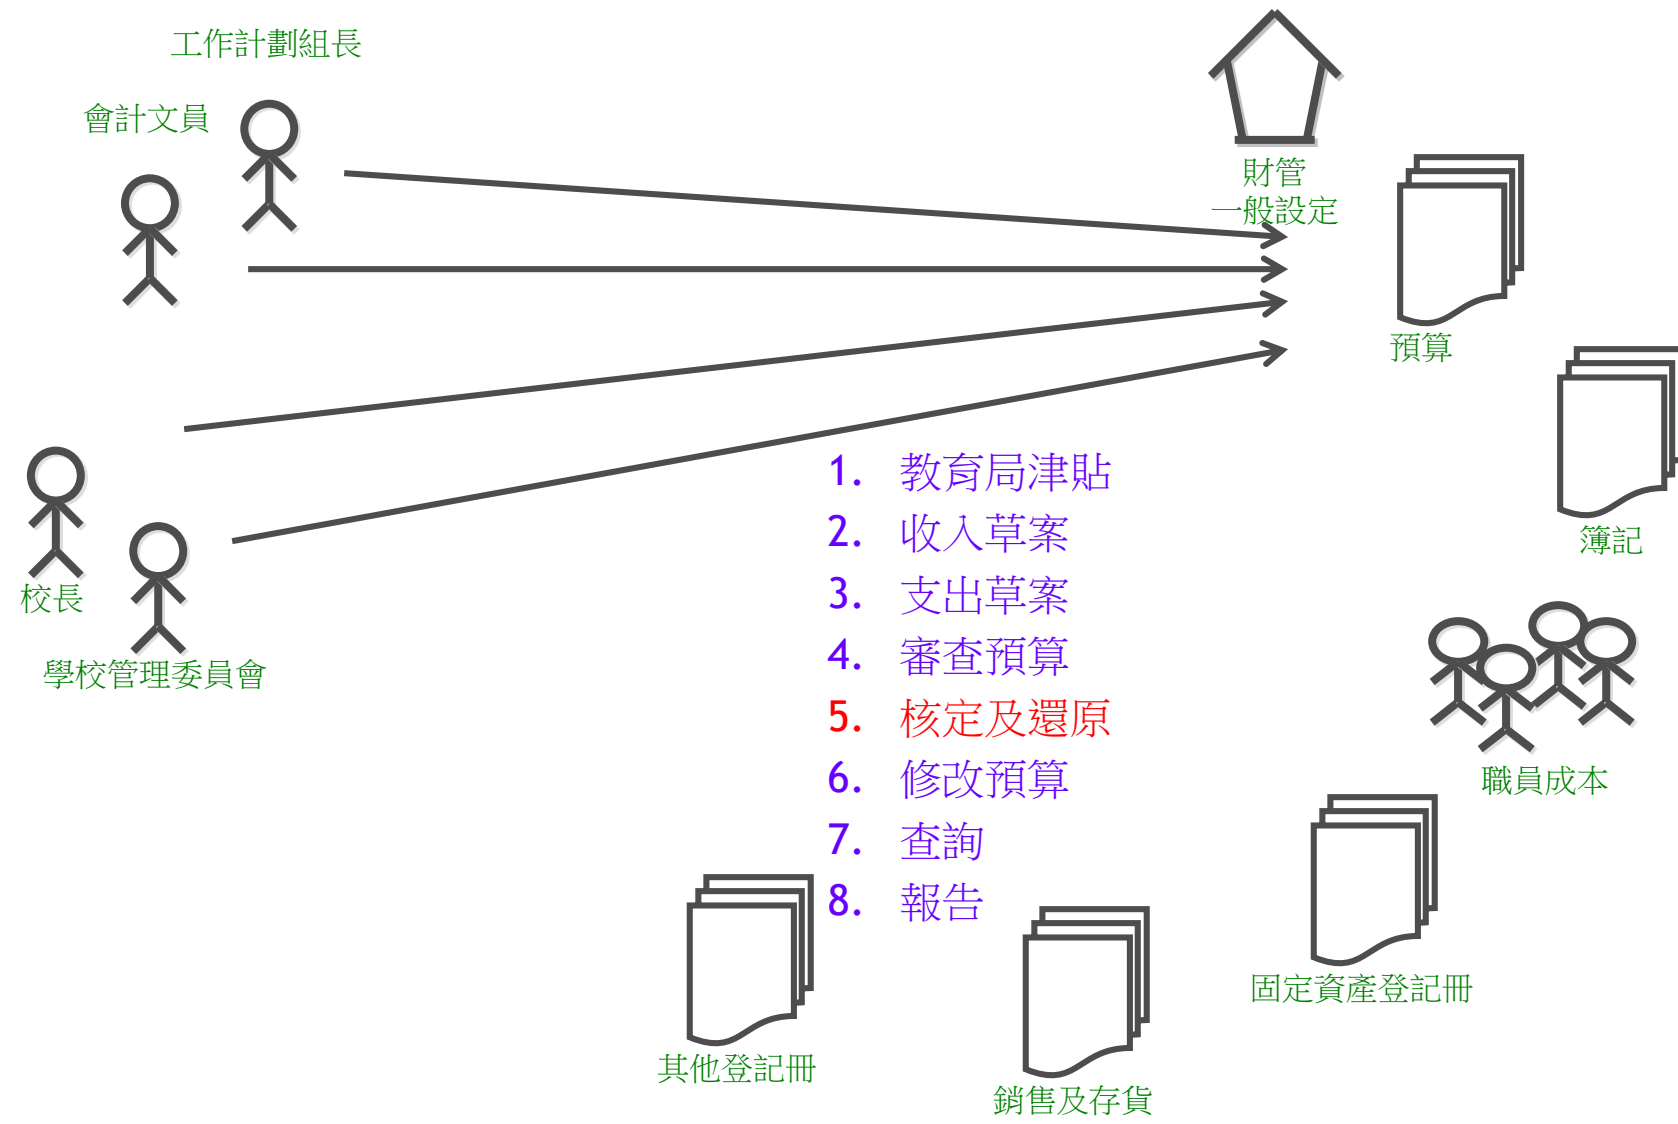 工作計劃組長
會計文員
財管
一般設定
預算
1. 教育局津貼
2. 收入草案
3. 支出草案
4. 審查預算
5. 核定及還原
6. 修改預算
7. 查詢
8. 報告
簿記
校長
學校管理委員會
職員成本
固定資產登記冊
其他登記冊
銷售及存貨